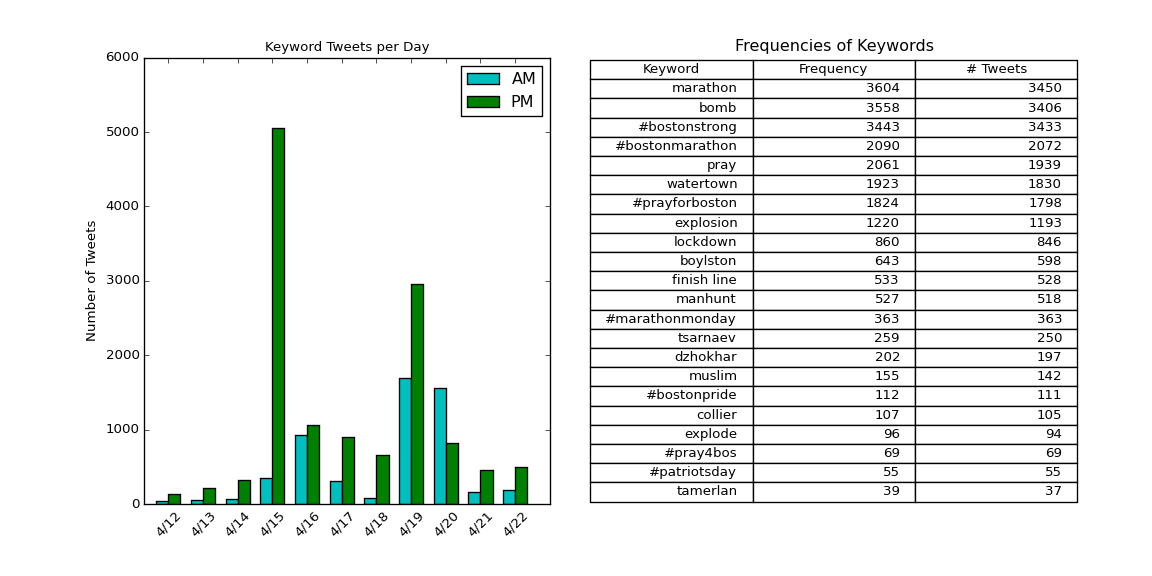 Keyword Tweets per Day
6000
5000
4000
3000
2000
1000
0
Number of Tweets
AM
PM
4/12 4/13 4/14 4/15 4/16 4/17 4/18 4/19 4/20 4/21 4/22
Frequencies of Keywords
Keyword Frequency # Tweets
marathon 3604 3450
bomb 3558 3406
#bostonstrong 3443 3433
#bostonmarathon 2090 2072
pray 2061 1939
watertown 1923 1830
#prayforboston 1824 1798
explosion 1220 1193
lockdown 860 846
boylston 643 598
finish line 533 528
manhunt 527 518
#marathonmonday 363 363
tsarnaev 259 250
dzhokhar 202 197
muslim 155 142
#bostonpride 112 111
collier 107 105
explode 96 94
#pray4bos 69 69
#patriotsday 55 55
tamerlan 39 37